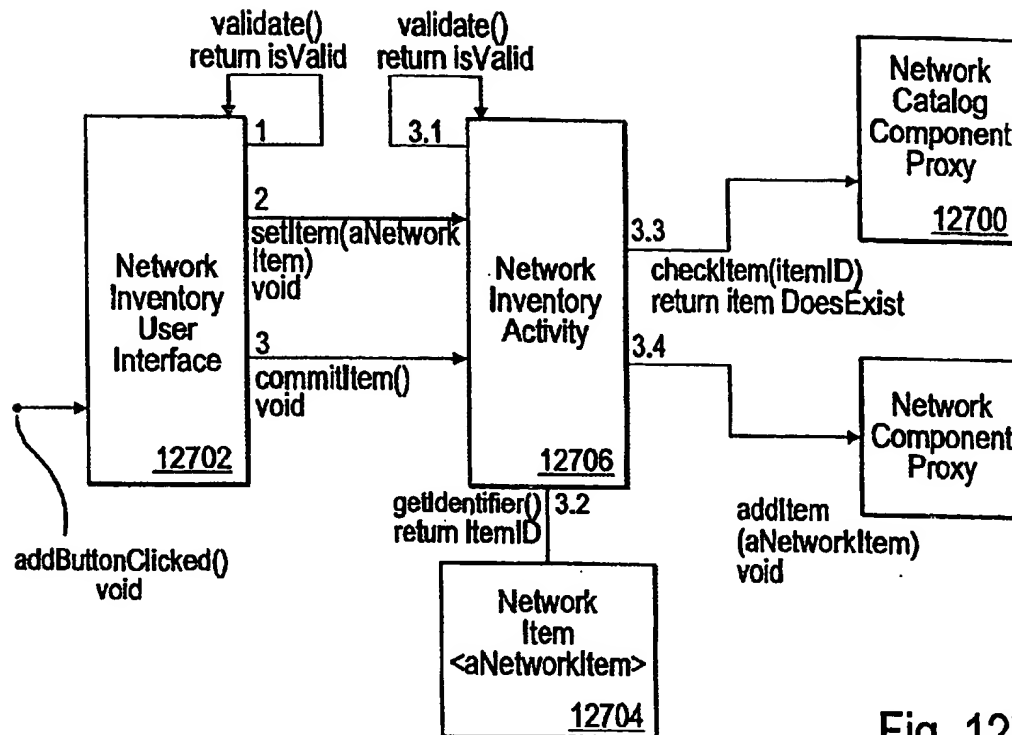 validate()
return isValid
validate()
return isValid
1
3.1
2
setItem(aNetwork
Item)
void
3
commitItem()
void
Network
Inventory
User
Interface
12702
addButtonClicked()
void
Network
Inventory
Activity
12706
getIdentifier()
return ItemID
3.2
Network
Item
<aNetworkItem>
12704
3.3
checkItem(itemID)
return item DoesExist
3.4
addItem
(aNetworkItem)
void
Network
Catalog
Component
Proxy
12700
Network
Component
Proxy
Fig. 12